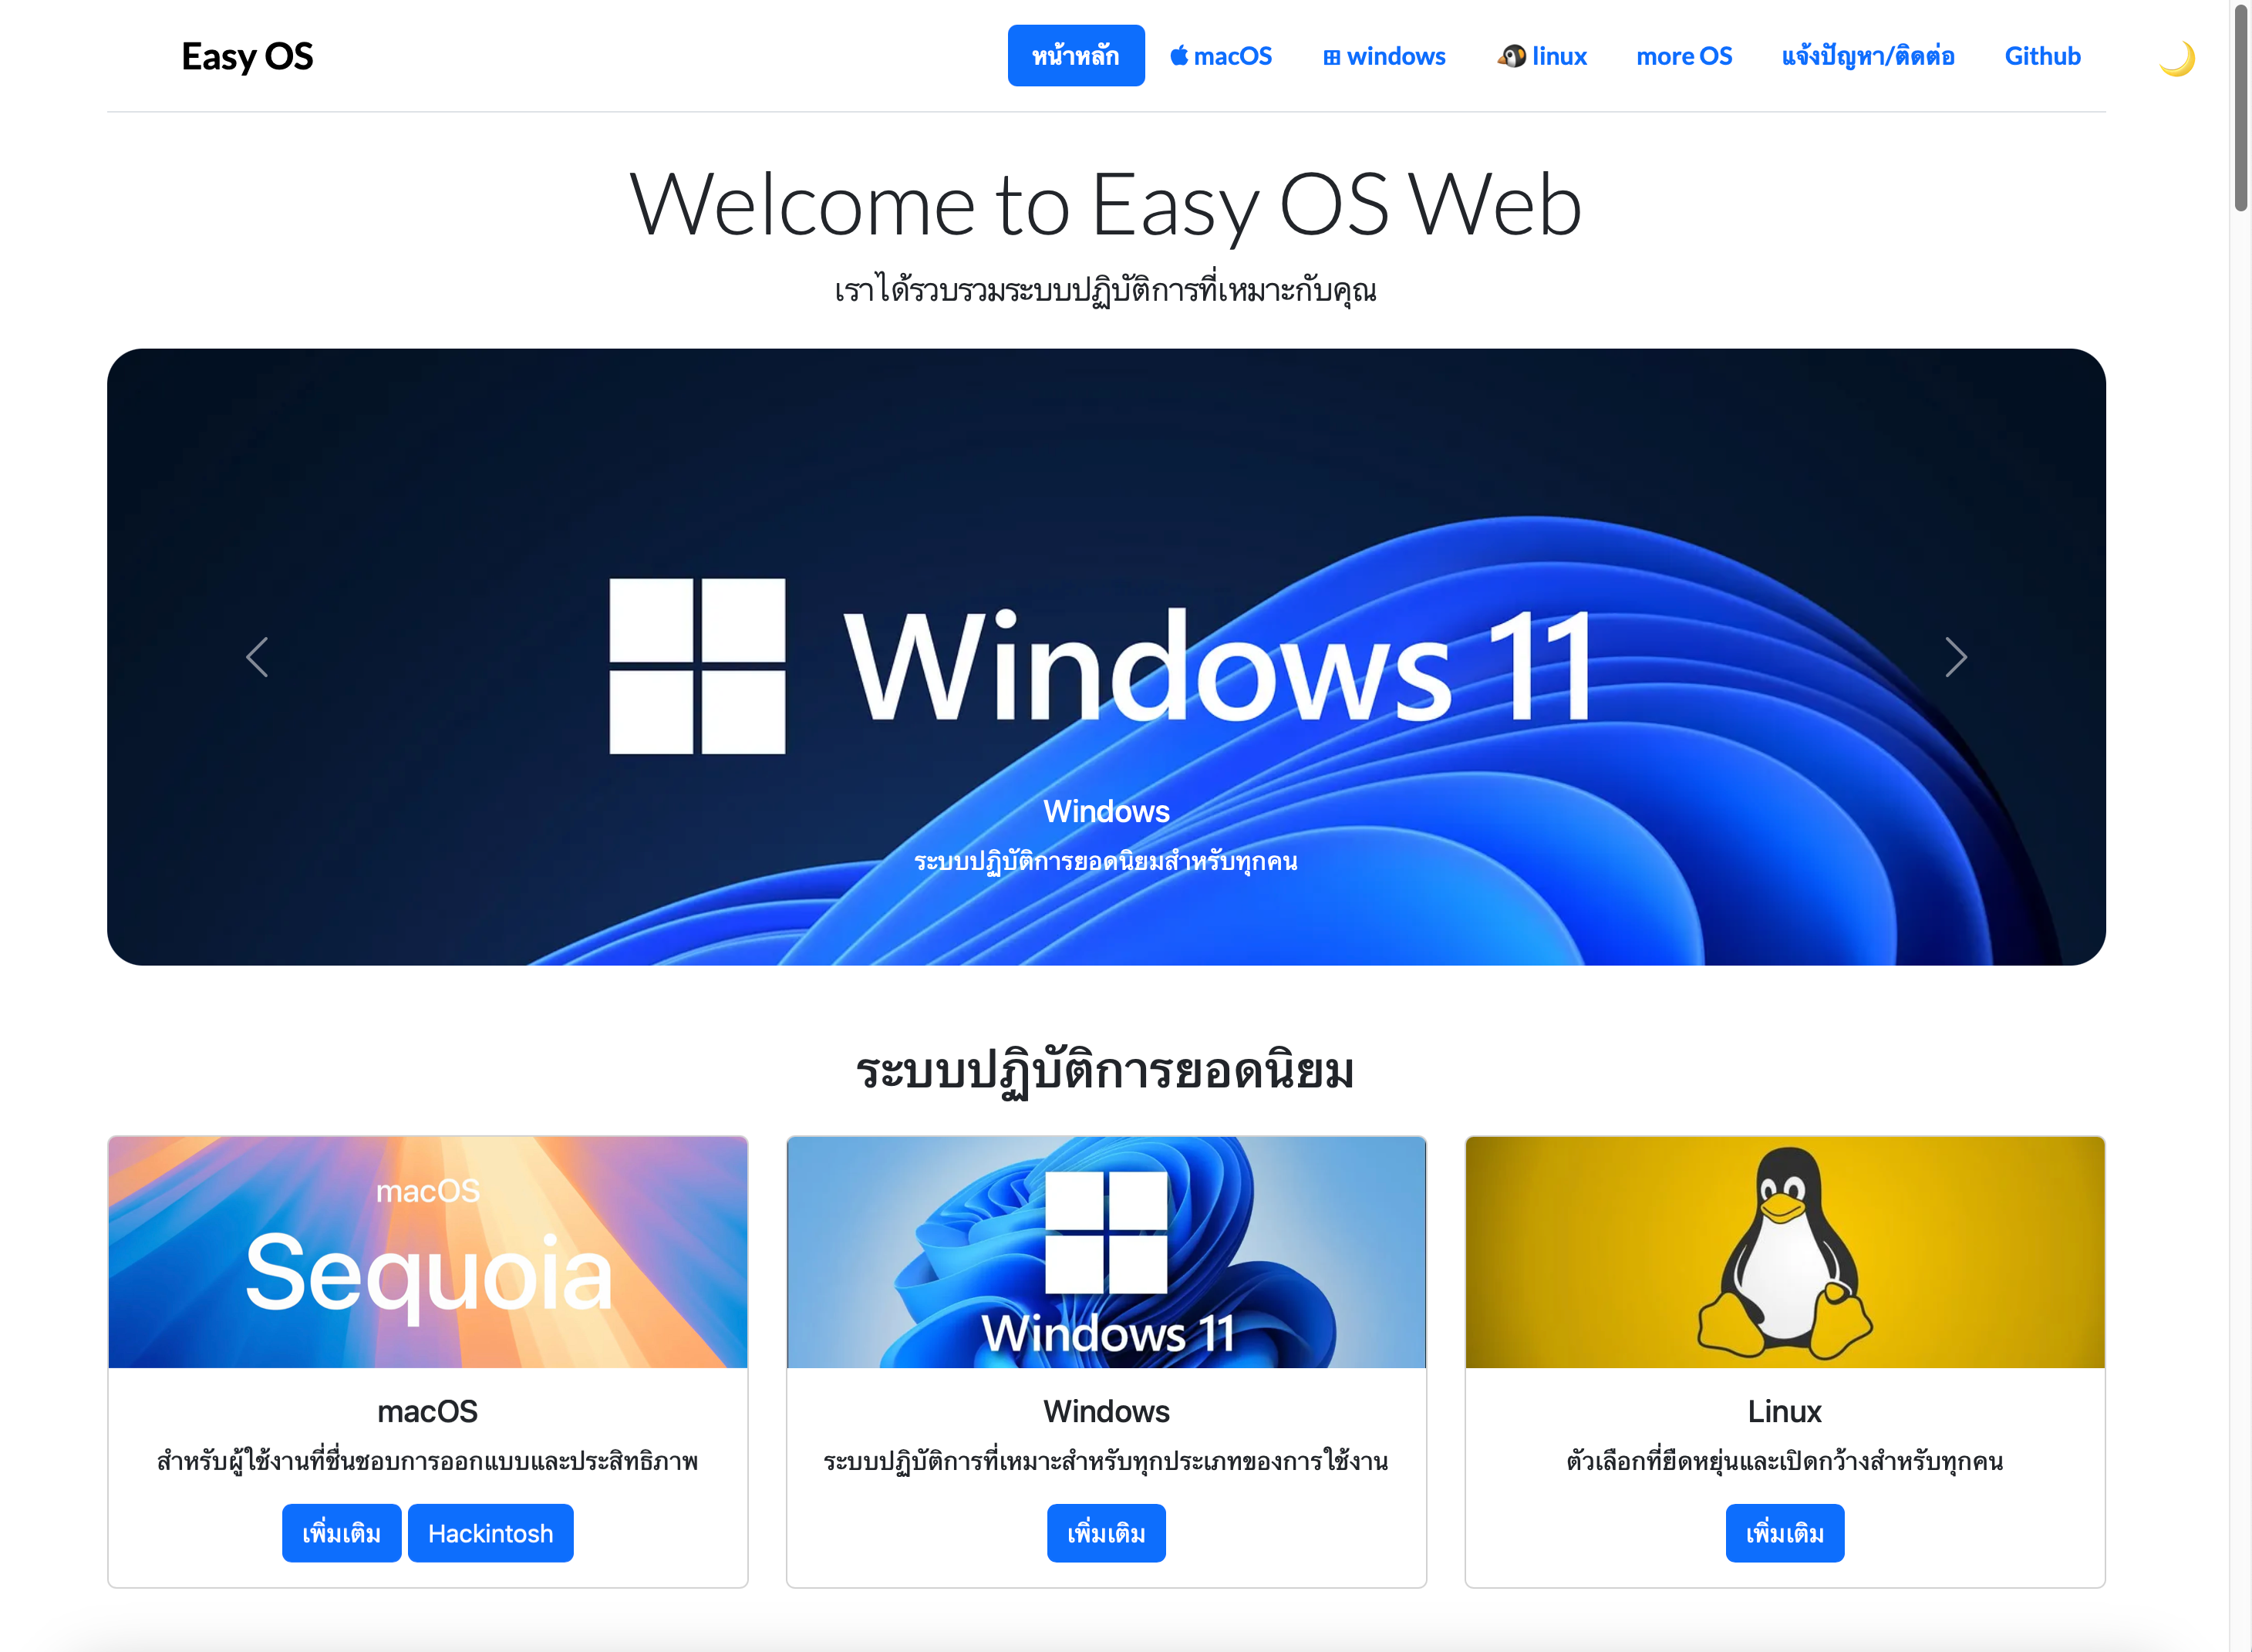 Easy OS
หน้าหลัก macOS windows linux more OS แจ้งปัญหา/ติดต่อ Github
Welcome to Easy OS Web
เราได้รวบรวมระบบปฏิบัติการที่เหมาะกับคุณ
Windows 11
Windows
ระบบปฏิบัติการยอดนิยมสำหรับทุกคน
ระบบปฏิบัติการยอดนิยม
macOS
Sequoia
macOS
สำหรับผู้ใช้งานที่ชื่นชอบการออกแบบและประสิทธิภาพ
เพิ่มเติม Hackintosh
Windows 11
Windows
ระบบปฏิบัติการที่เหมาะสำหรับทุกประเภทของการใช้งาน
เพิ่มเติม
Linux
ตัวเลือกที่ยืดหยุ่นและเปิดกว้างสำหรับทุกคน
เพิ่มเติม